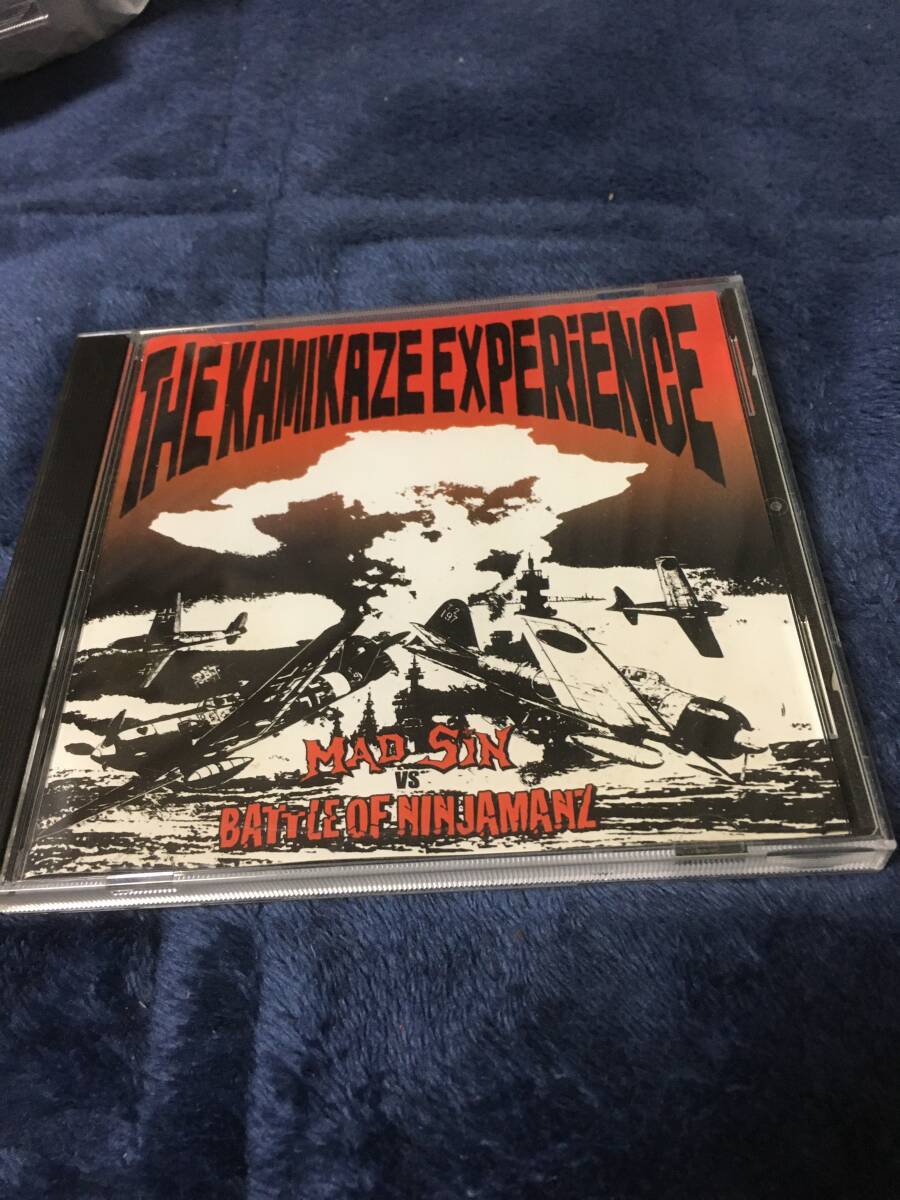 THE KAMIKAZE EXPERiENCE
MAD SiN
VS
BATTLE OF NINJAMANZ